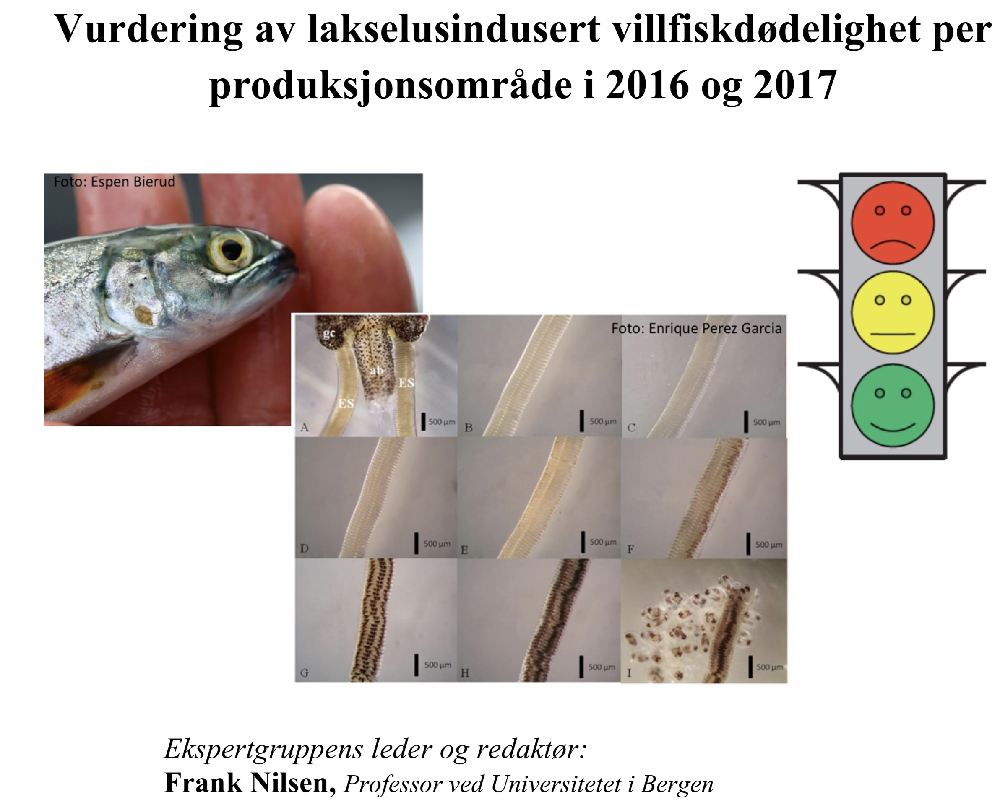 Vurdering av lakselusindusert villfiskdødelighet per
produksjonsområde i 2016 og 2017
Foto: Espen Bierud
Foto: Enrique Perez Garcia
gc
ab
ES
ES
A
500 µm
B
500 µm
C
500 µm
D
500 µm
E
500 µm
F
500 µm
G
500 µm
H
500 µm
I
500 µm
Ekspertgruppens leder og redaktør:
Frank Nilsen, Professor ved Universitetet i Bergen